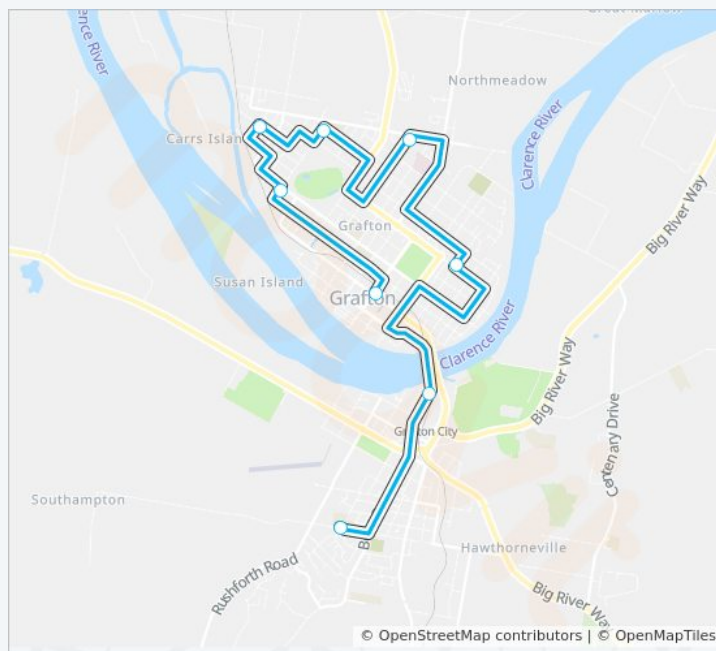 Northmeadow
Clarence River
Carrs Island
Clarence River
Big River Way
Grafton
Susan Island
Grafton
Clarence River
Big River Way
Grafton City
Centenary Drive
Southampton
Hawthorneville
Rushforth Road
Big River Way
© OpenStreetMap contributors | © OpenMapTiles